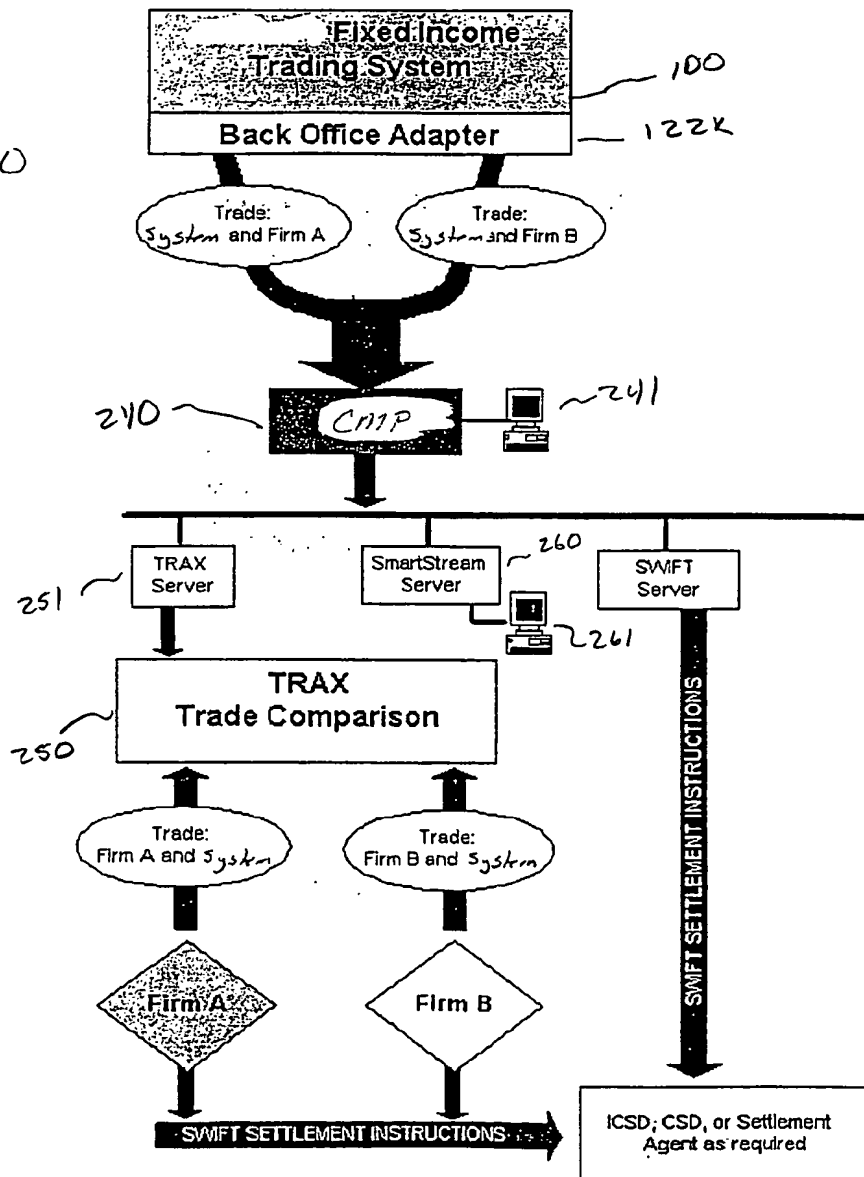 Fixed Income
Trading System
100
Back Office Adapter
122K
Trade:
System and Firm A
Trade:
System and Firm B
240
CMP
241
TRAX
Server
251
SmartStream
Server
260
261
SWIFT
Server
TRAX
Trade Comparison
250
Trade:
Firm A and System
Trade:
Firm B and System
SWIFT SETTLEMENT INSTRUCTIONS
Firm A
Firm B
SWIFT SETTLEMENT INSTRUCTIONS
ICSD, CSD, or Settlement
Agent as required